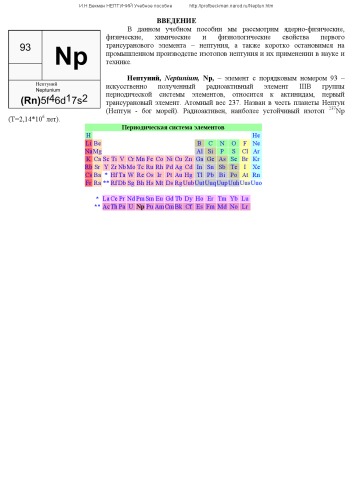 И.Н.Бекман НЕПТУНИЙ Учебное пособие http://profbeckman.narod.ru/Neptun.htm
ВВЕДЕНИЕ
В данном учебном пособии мы рассмотрим ядерно-физические,
физические, химические и физиологические свойства первого
трансуранового элемента – нептуния, а также коротко остановимся на
промышленном производстве изотопов нептуния и их применении в науке и
технике.
93
Np
Нептуний
Neptunium
(Rn)5f46d17s2
Нептуний, Neptunium, Np, – элемент с порядковым номером 93 –
искусственно полученный радиоактивный элемент IIIB группы
периодической системы элементов, относится к актинидам, первый
трансурановый элемент. Атомный вес 237. Назван в честь планеты Нептун
(Нептун - бог морей). Радиоактивен, наиболее устойчивый изотоп ²³⁷Np
(T=2,14*10⁶ лет).
Периодическая система элементов
H He
Li Be B C N O F Ne
Na Mg Al Si P S Cl Ar
K Ca Sc Ti V Cr Mn Fe Co Ni Cu Zn Ga Ge As Se Br Kr
Rb Sr Y Zr Nb Mo Tc Ru Rh Pd Ag Cd In Sn Sb Te I Xe
Cs Ba * Hf Ta W Re Os Ir Pt Au Hg Tl Pb Bi Po At Rn
Fr Ra ** Rf Db Sg Bh Hs Mt Ds Rg Uub Uut Uuq Uup Uuh Uus Uuo
* La Ce Pr Nd Pm Sm Eu Gd Tb Dy Ho Er Tm Yb Lu
** Ac Th Pa U Np Pu Am Cm Bk Cf Es Fm Md No Lr